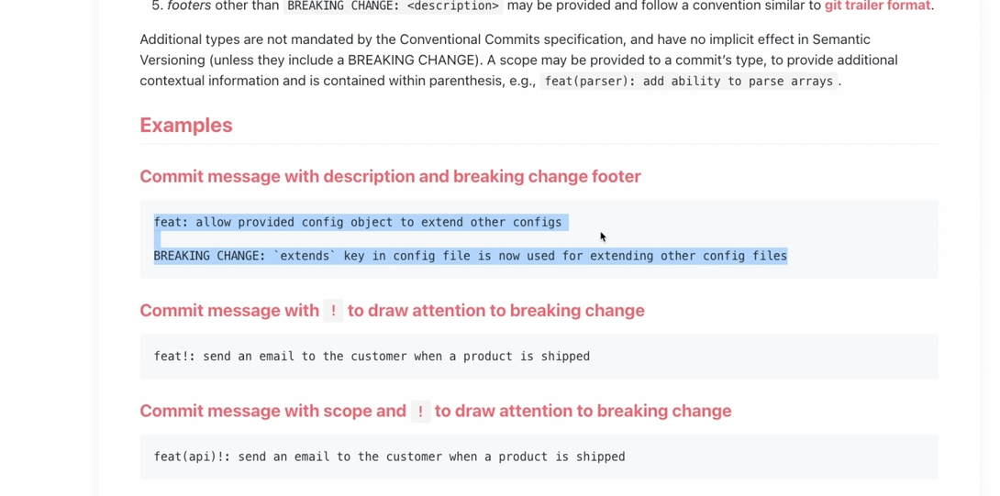 5. footers other than BREAKING CHANGE: <description> may be provided and follow a convention similar to git trailer format.
Additional types are not mandated by the Conventional Commits specification, and have no implicit effect in Semantic
Versioning (unless they include a BREAKING CHANGE). A scope may be provided to a commit’s type, to provide additional
contextual information and is contained within parenthesis, e.g., feat(parser): add ability to parse arrays.
Examples
Commit message with description and breaking change footer
feat: allow provided config object to extend other configs
BREAKING CHANGE: `extends` key in config file is now used for extending other config files
Commit message with ! to draw attention to breaking change
feat!: send an email to the customer when a product is shipped
Commit message with scope and ! to draw attention to breaking change
feat(api)!: send an email to the customer when a product is shipped